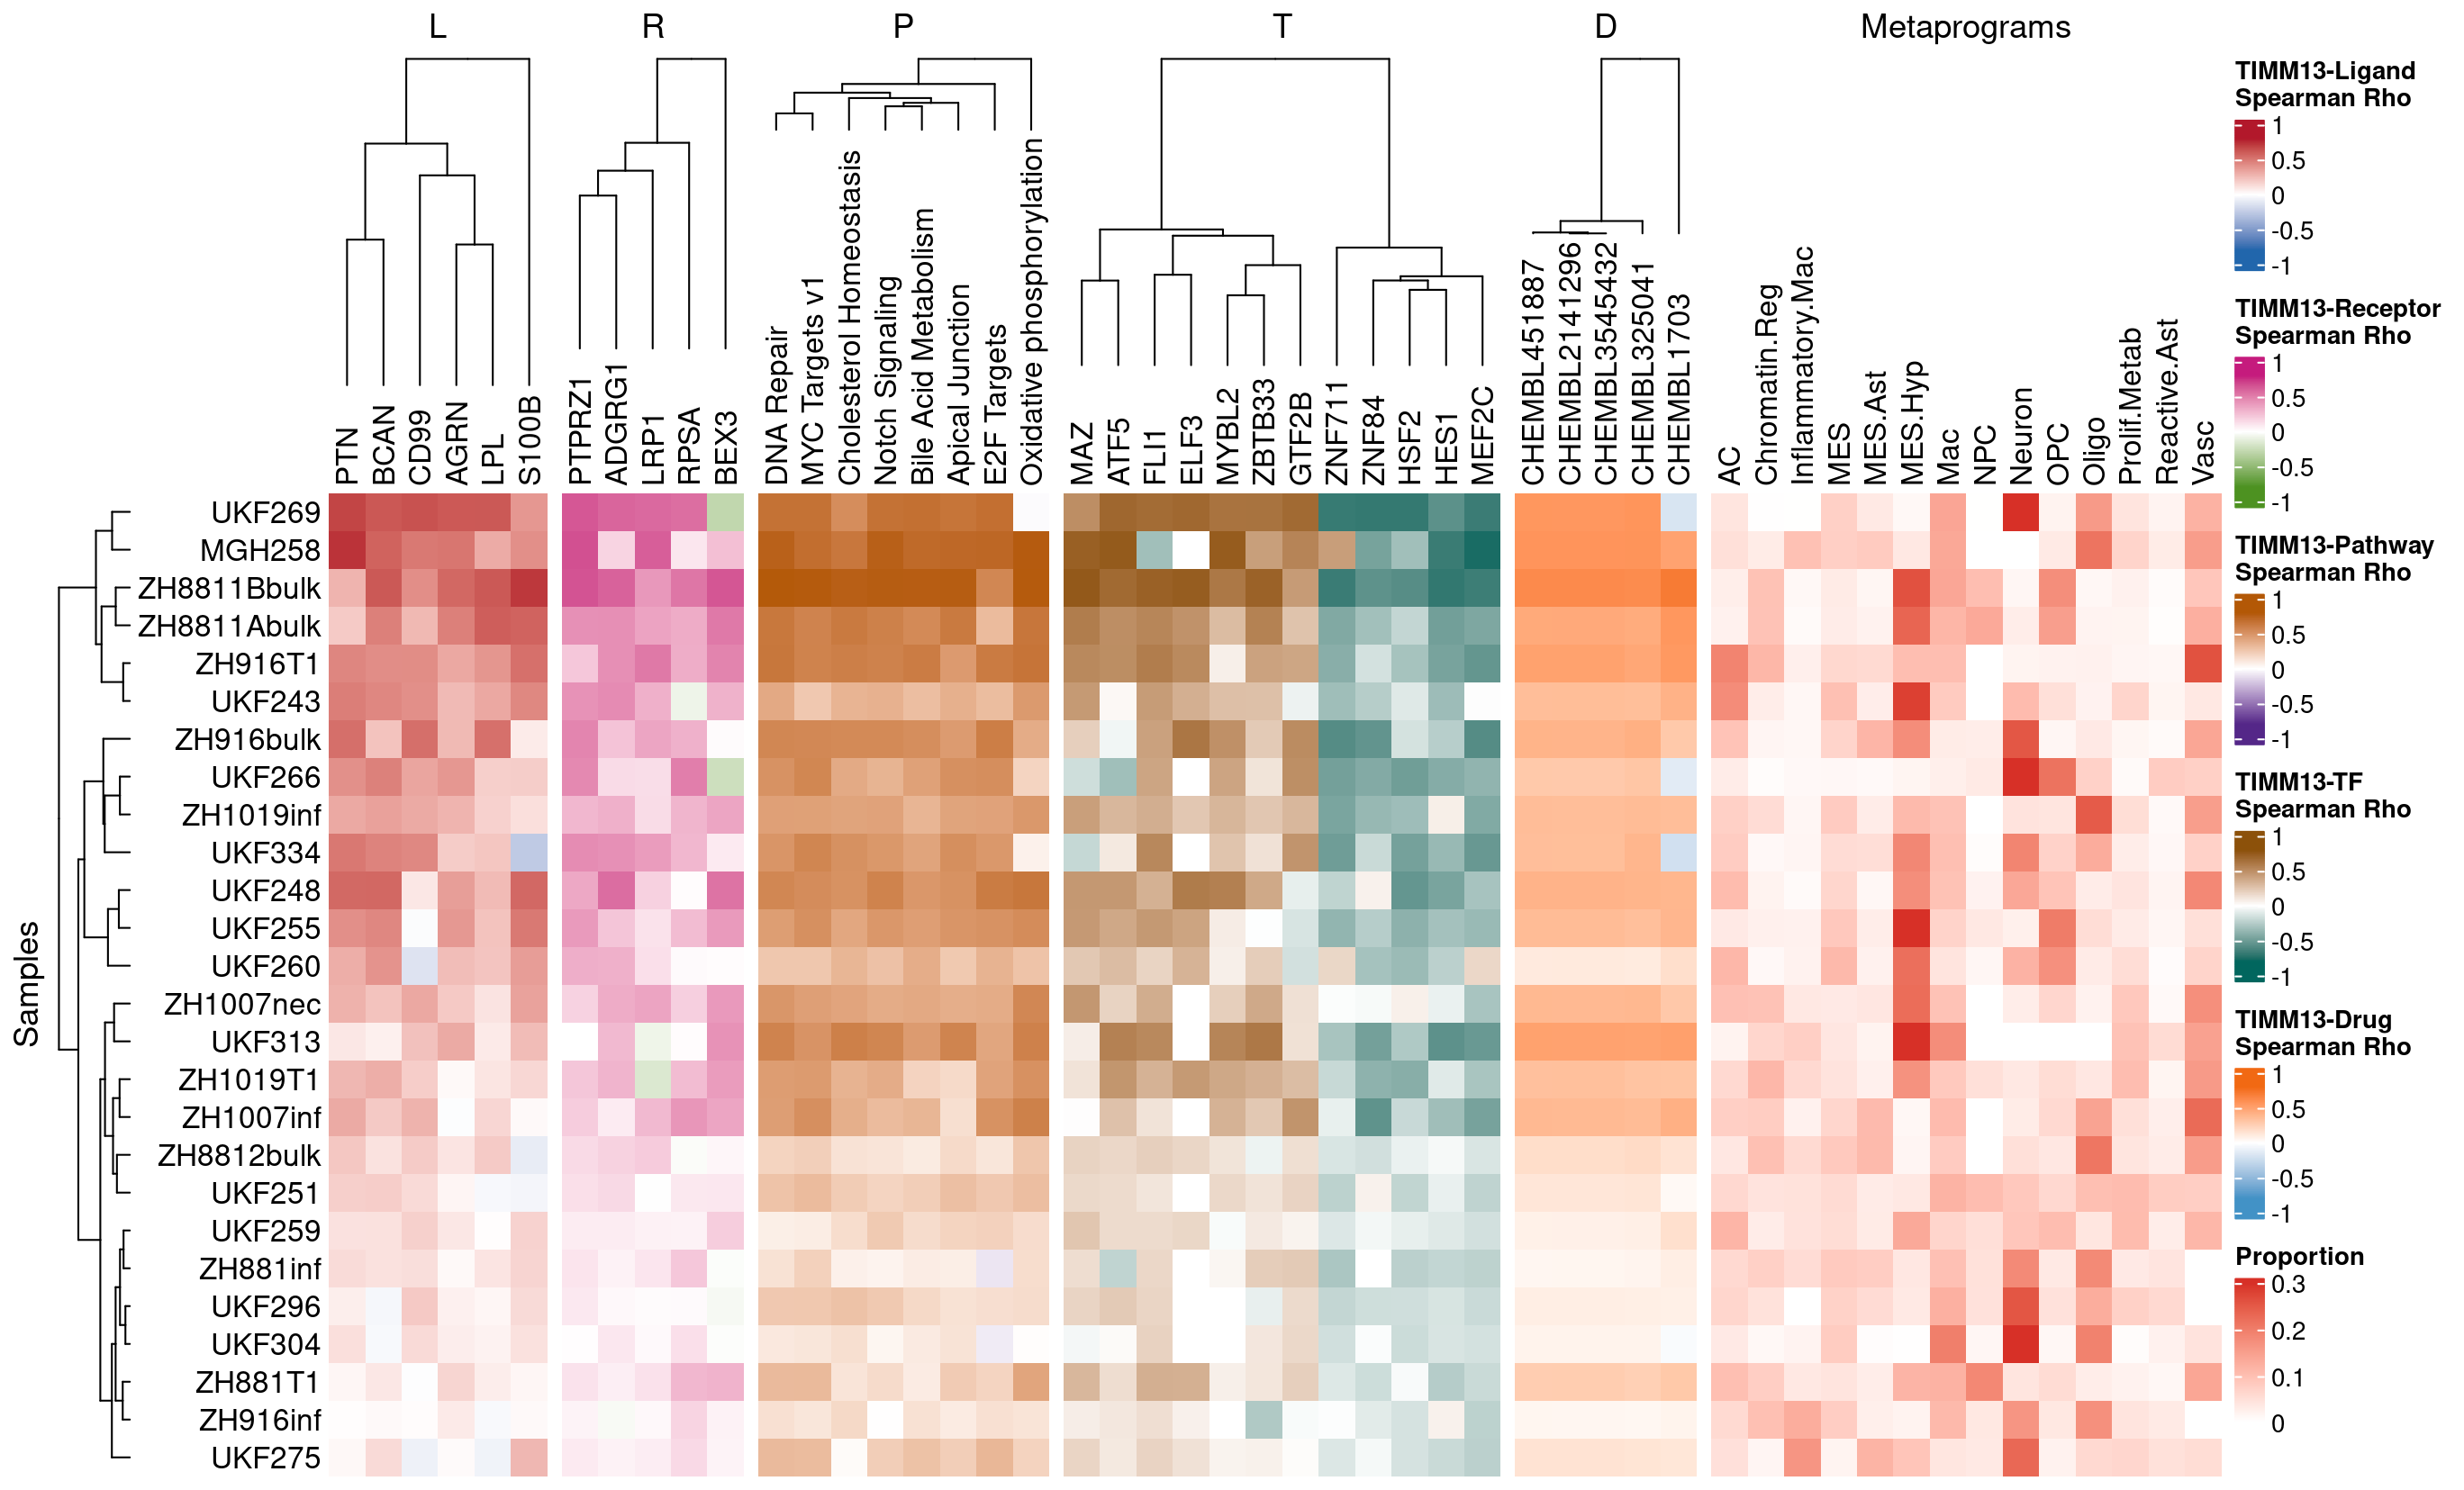 L
R
P
T
D
Metaprograms
PTN
BCAN
CD99
AGRN
LPL
S100B
PTPRZ1
ADGRG1
LRP1
RPSA
BEX3
DNA Repair
MYC Targets v1
Cholesterol Homeostasis
Notch Signaling
Bile Acid Metabolism
Apical Junction
E2F Targets
Oxidative phosphorylation
MAZ
ATF5
FLI1
ELF3
MYBL2
ZBTB33
GTF2B
ZNF711
ZNF84
HSF2
HES1
MEF2C
CHEMBL451887
CHEMBL2141296
CHEMBL3545432
CHEMBL325041
CHEMBL1703
AC
Chromatin.Reg
Inflammatory.Mac
MES
MES.Ast
MES.Hyp
Mac
NPC
Neuron
OPC
Oligo
Prolif.Metab
Reactive.Ast
Vasc
Samples
UKF269
MGH258
ZH8811Bbulk
ZH8811Abulk
ZH916T1
UKF243
ZH916bulk
UKF266
ZH1019inf
UKF334
UKF248
UKF255
UKF260
ZH1007nec
UKF313
ZH1019T1
ZH1007inf
ZH8812bulk
UKF251
UKF259
ZH881inf
UKF296
UKF304
ZH881T1
ZH916inf
UKF275
TIMM13-Ligand
Spearman Rho
1
0.5
0
-0.5
-1
TIMM13-Receptor
Spearman Rho
1
0.5
0
-0.5
-1
TIMM13-Pathway
Spearman Rho
1
0.5
0
-0.5
-1
TIMM13-TF
Spearman Rho
1
0.5
0
-0.5
-1
TIMM13-Drug
Spearman Rho
1
0.5
0
-0.5
-1
Proportion
0.3
0.2
0.1
0